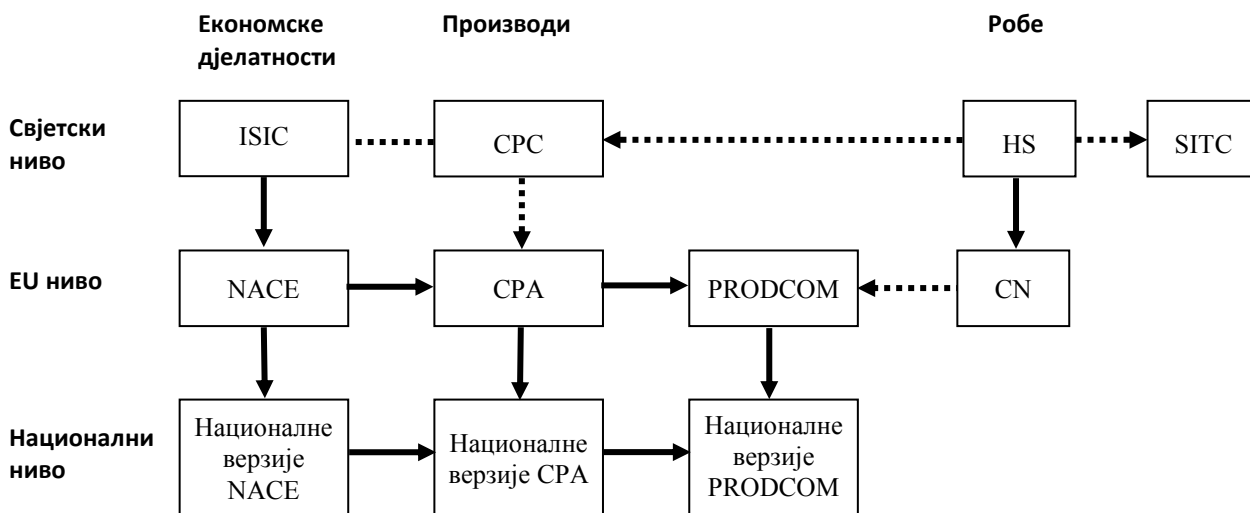 Економске
дјелатности
Производи
Робе
Свјетски
ниво
ISIC
CPC
HS
SITC
EU ниво
NACE
CPA
PRODCOM
CN
Национални
ниво
Националне
верзије
NACE
Националне
верзије CPA
Националне
верзије
PRODCOM